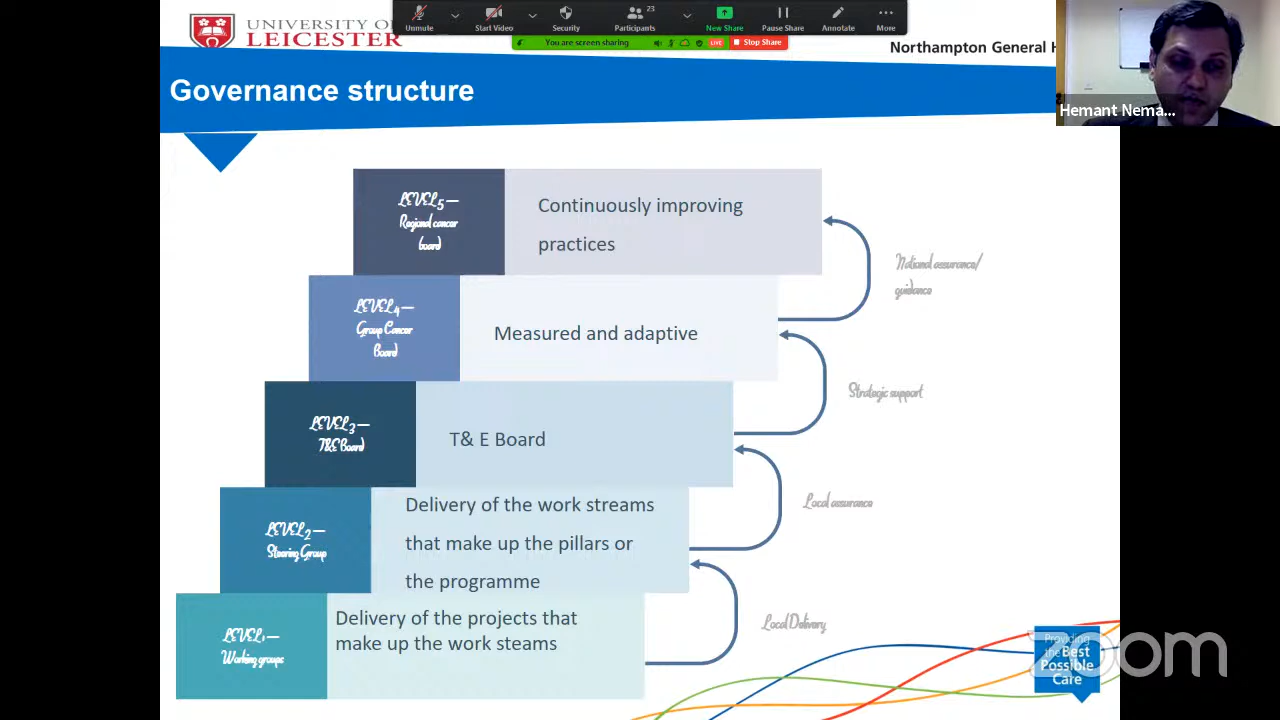 UNIVERSITY OF
LEICESTER
Unmute
Start Video
Security
23
Participants
New Share
Pause Share
Annotate
More
You are screen sharing
LIVE
Stop Share
Northampton General H
Hemant Nema...
Governance structure
LEVEL 5 –
Regional cancer
board
Continuously improving
practices
National assurance/
guidance
LEVEL 4 –
Group Cancer
Board
Measured and adaptive
Strategic support
LEVEL 3 –
T&E Board
T& E Board
Local assurance
LEVEL 2 –
Steering Group
Delivery of the work streams
that make up the pillars or
the programme
Local Delivery
LEVEL 1 –
Working groups
Delivery of the projects that
make up the work steams
Providing
the Best
Possible
Care
zoom